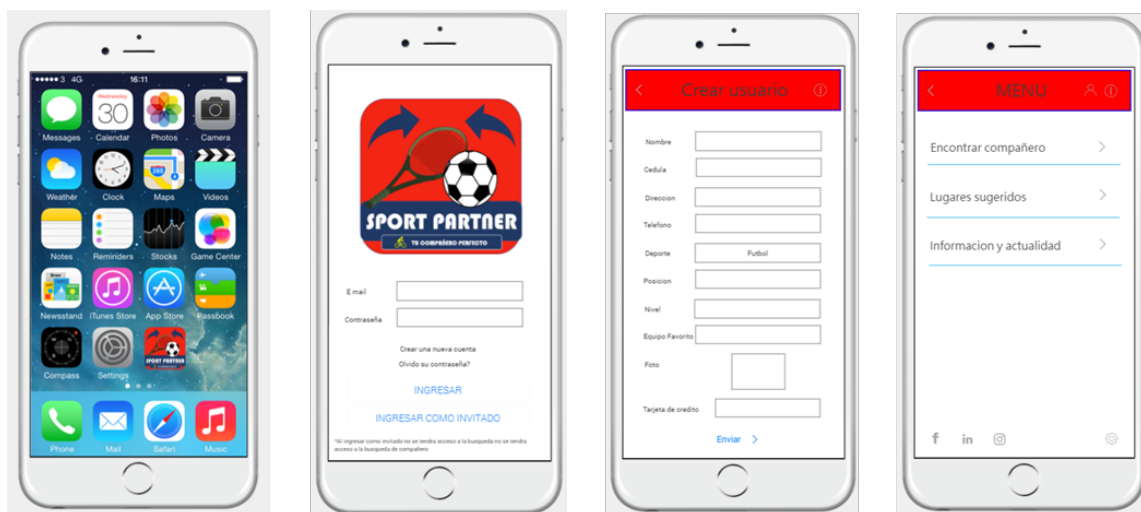 3 4G 16:11
Wednesday
30
280
Messages Calendar Photos Camera
Weather Clock Maps Videos
Notes Reminders Stocks Game Center
Newsstand iTunes Store App Store Passbook
SPORT PARTNER
Compass Settings
Phone Mail Safari Music
SPORT PARTNER
TU COMPAÑERO PERFECTO
E mail
Contraseña
Crear una nueva cuenta
Olvido su contraseña?
INGRESAR
INGRESAR COMO INVITADO
*Al ingresar como invitado no se tendra acceso a la busqueda no se tendra
acceso a la busqueda de compañero
Crear usuario
Nombre
Cedula
Direccion
Telefono
Deporte Futbol
Posicion
Nivel
Equipo Favorito
Foto
Tarjeta de credito
Enviar
MENU
Encontrar compañero
Lugares sugeridos
Informacion y actualidad
f in